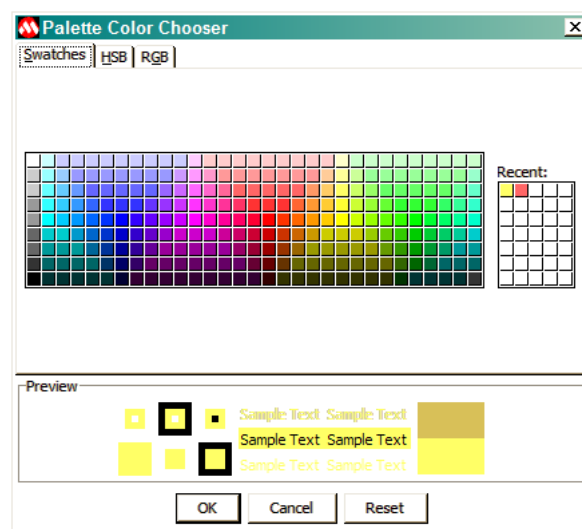 Palette Color Chooser
Swatches HSB RGB
Recent:
Preview
Sample Text Sample Text
Sample Text Sample Text
Sample Text Sample Text
OK Cancel Reset